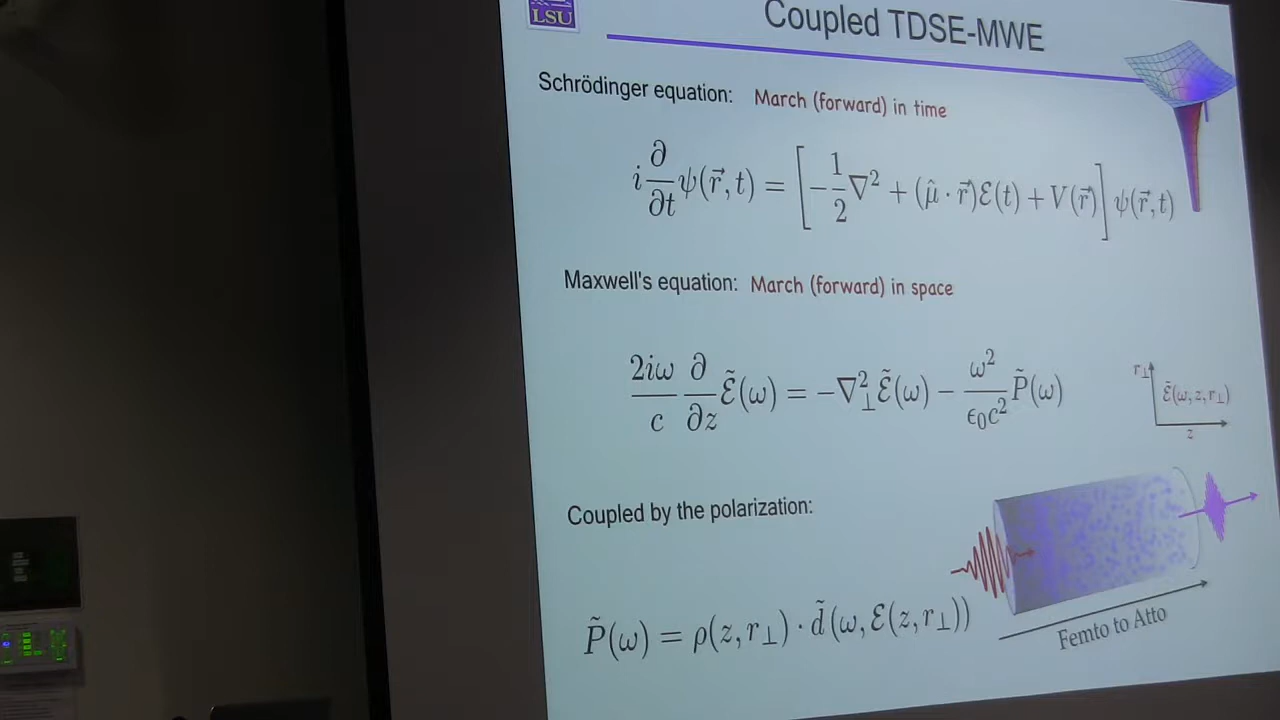 LSU
Coupled TDSE-MWE
Schrödinger equation: March (forward) in time
i ∂/∂t ψ(r⃗, t) = [ −1/2 ∇² + (μ̂ · r⃗)ℰ(t) + V(r⃗) ] ψ(r⃗, t)
Maxwell's equation: March (forward) in space
2iω/c ∂/∂z ℰ̃(ω) = −∇²⊥ ℰ̃(ω) − ω²/ϵ₀c² P̃(ω)
r⊥
ℰ̃(ω, z, r⊥)
z
Coupled by the polarization:
P̃(ω) = ρ(z, r⊥) · d̃(ω, ℰ(z, r⊥))
Femto to Atto